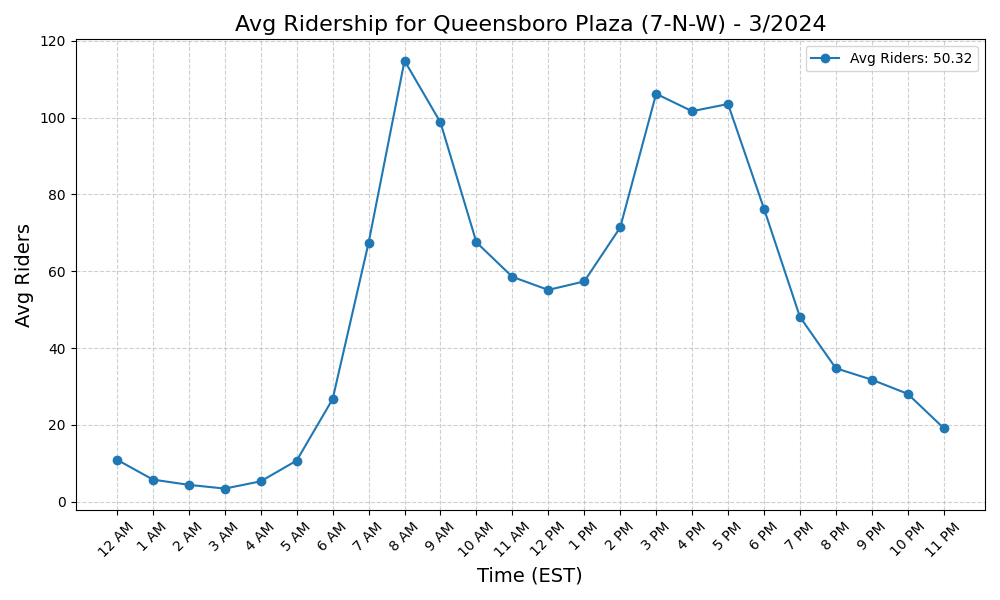 Avg Ridership for Queensboro Plaza (7-N-W) - 3/2024
Avg Riders: 50.32
Avg Riders
120
100
80
60
40
20
0
12 AM
1 AM
2 AM
3 AM
4 AM
5 AM
6 AM
7 AM
8 AM
9 AM
10 AM
11 AM
12 PM
1 PM
2 PM
3 PM
4 PM
5 PM
6 PM
7 PM
8 PM
9 PM
10 PM
11 PM
Time (EST)